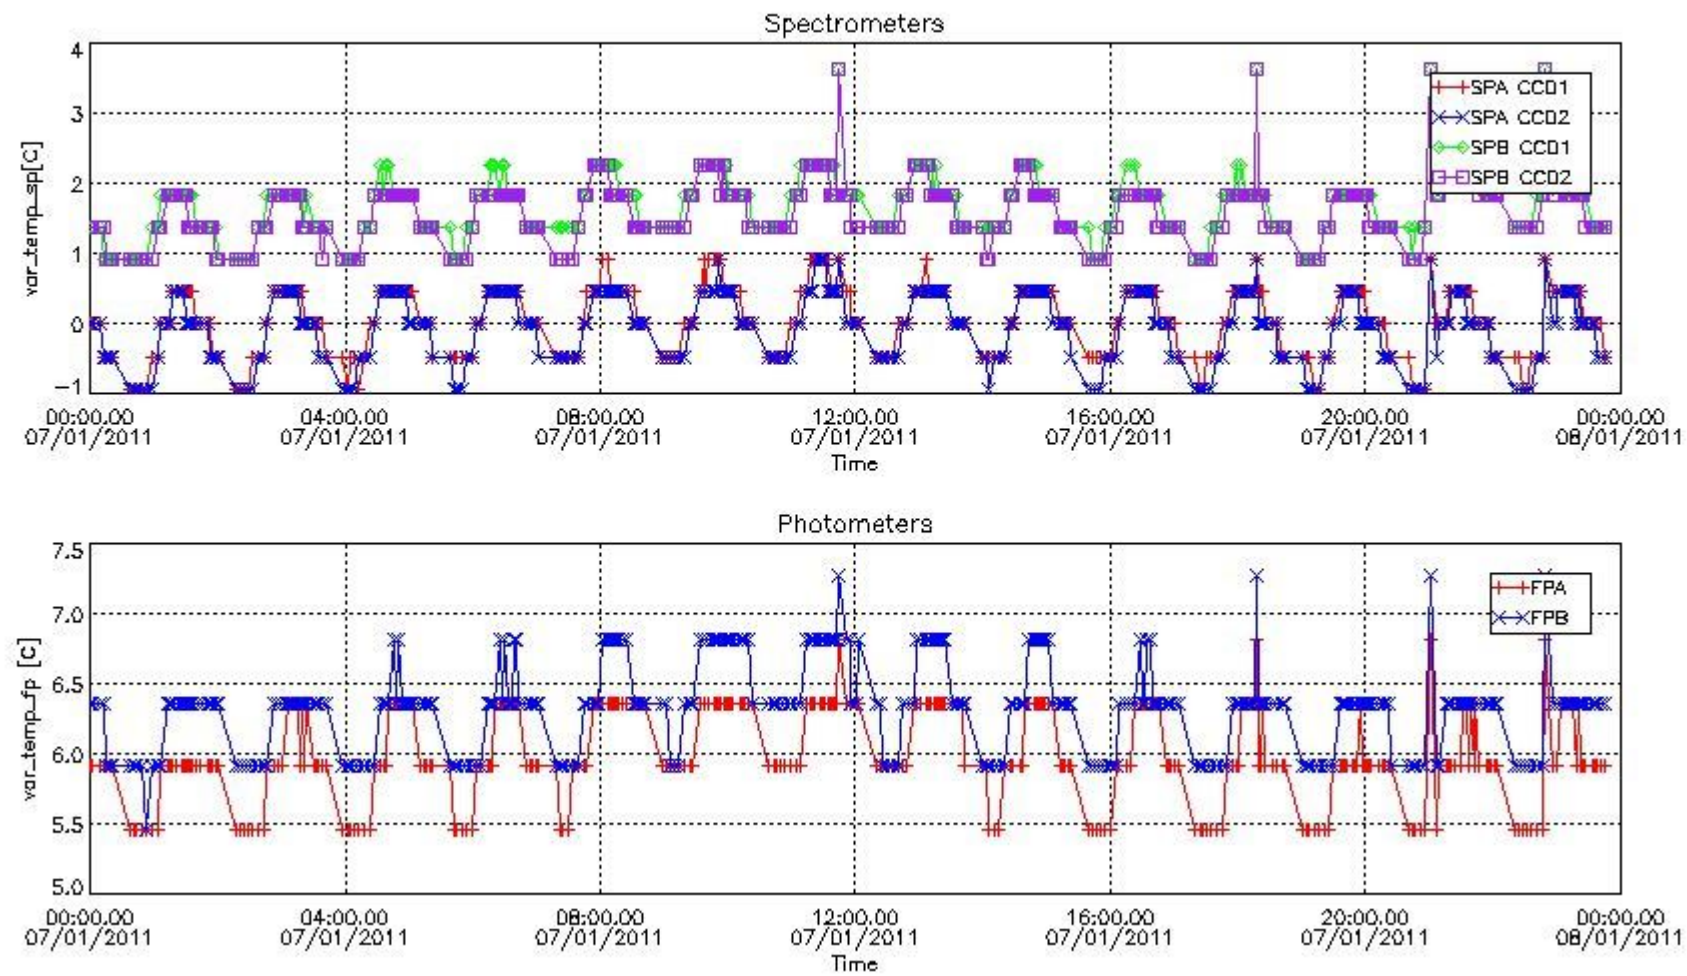 Spectrometers
4
3
2
1
0
-1
var_temp_sp[C]
SPA CCD1
SPA CCD2
SPB CCD1
SPB CCD2
00:00.00 04:00.00 08:00.00 12:00.00 16:00.00 20:00.00 00:00.00
07/01/2011 07/01/2011 07/01/2011 07/01/2011 07/01/2011 07/01/2011 08/01/2011
Time
Photometers
7.5
7.0
6.5
6.0
5.5
5.0
var_temp_fp [C]
FPA
FPB
00:00.00 04:00.00 08:00.00 12:00.00 16:00.00 20:00.00 00:00.00
07/01/2011 07/01/2011 07/01/2011 07/01/2011 07/01/2011 07/01/2011 08/01/2011
Time